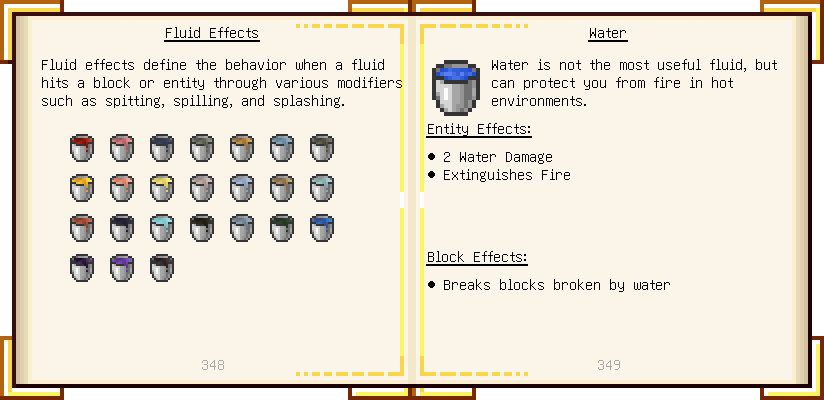 Fluid Effects
Fluid effects define the behavior when a fluid
hits a block or entity through various modifiers
such as spitting, spilling, and splashing.
348
Water
Water is not the most useful fluid, but
can protect you from fire in hot
environments.
Entity Effects:
• 2 Water Damage
• Extinguishes Fire
Block Effects:
• Breaks blocks broken by water
349